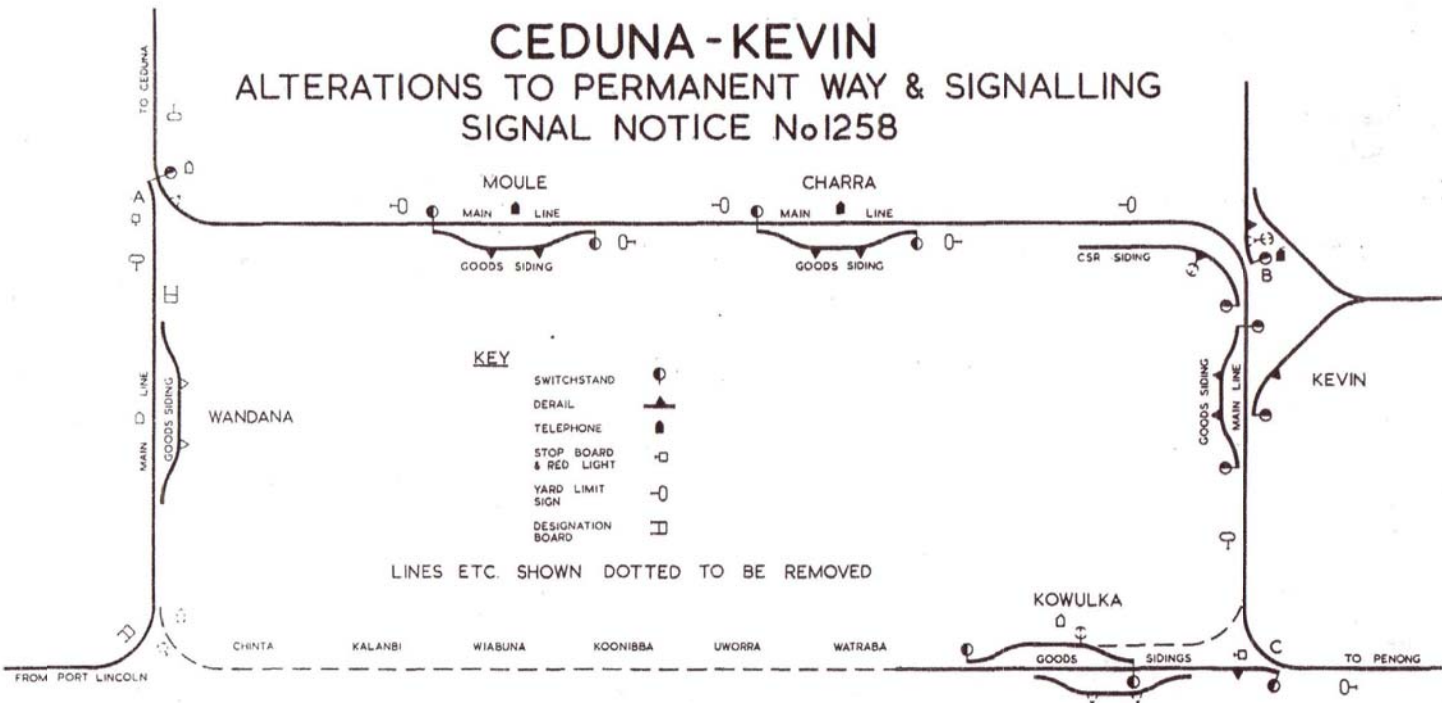 CEDUNA - KEVIN
ALTERATIONS TO PERMANENT WAY & SIGNALLING
SIGNAL NOTICE No 1258
TO CEDUNA
A
MOULE
MAIN LINE
GOODS SIDING
CHARRA
MAIN LINE
GOODS SIDING
CSR SIDING
B
MAIN LINE
GOODS SIDING
WANDANA
KEY
SWITCHSTAND
DERAIL
TELEPHONE
STOP BOARD
& RED LIGHT
YARD LIMIT
SIGN
DESIGNATION
BOARD
GOODS SIDING
MAIN LINE
KEVIN
LINES ETC. SHOWN DOTTED TO BE REMOVED
KOWULKA
CHINTA KALANBI WIABUNA KOONIBBA UWORRA WATRABA
GOODS SIDINGS
C
TO PENONG
FROM PORT LINCOLN